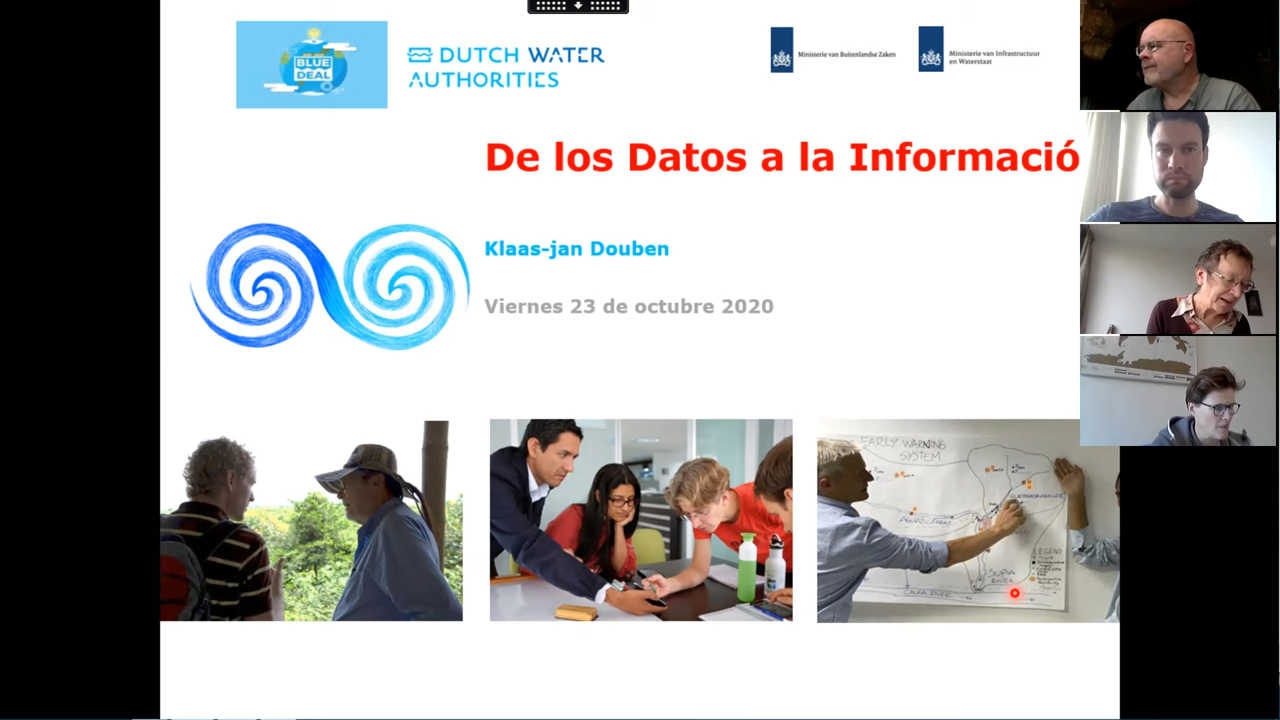 BLUE
DEAL
DUTCH WATER
AUTHORITIES
Ministerie van Buitenlandse Zaken
Ministerie van Infrastructuur
en Waterstaat
De los Datos a la Informació
Klaas-jan Douben
Viernes 23 de octubre 2020
EARLY WARNING
SYSTEM
LEGEND
RIVER